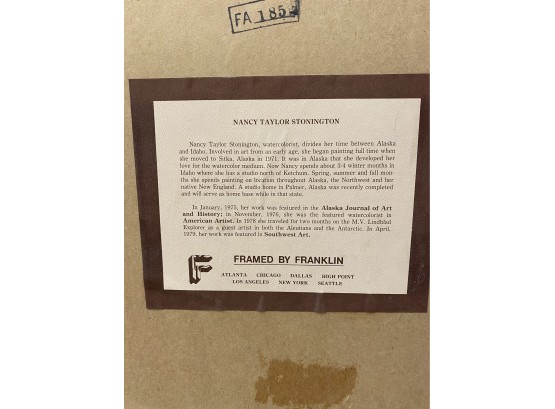 FA 185
NANCY TAYLOR STONINGTON
Nancy Taylor Stonington, watercolorist, divides her time between Alaska
and Idaho. Involved in art from an early age, she began painting full time when
she moved to Sitka, Alaska in 1971. It was in Alaska that she developed her
love for the watercolor medium. Now Nancy spends about 3-4 winter months in
Idaho where she has a studio north of Ketchum. Spring, summer and fall mon-
ths she spends painting on location throughout Alaska, the Northwest and her
native New England. A studio home in Palmer, Alaska was recently completed
and will serve as home base while in that state.
In January, 1975, her work was featured in the Alaska Journal of Art
and History; in November, 1976, she was the featured watercolorist in
American Artist. In 1978 she traveled for two months on the M.V. Lindblad
Explorer as a guest artist in both the Aleutians and the Antarctic. In April,
1979, her work was featured in Southwest Art.
FRAMED BY FRANKLIN
ATLANTA CHICAGO DALLAS HIGH POINT
LOS ANGELES NEW YORK SEATTLE